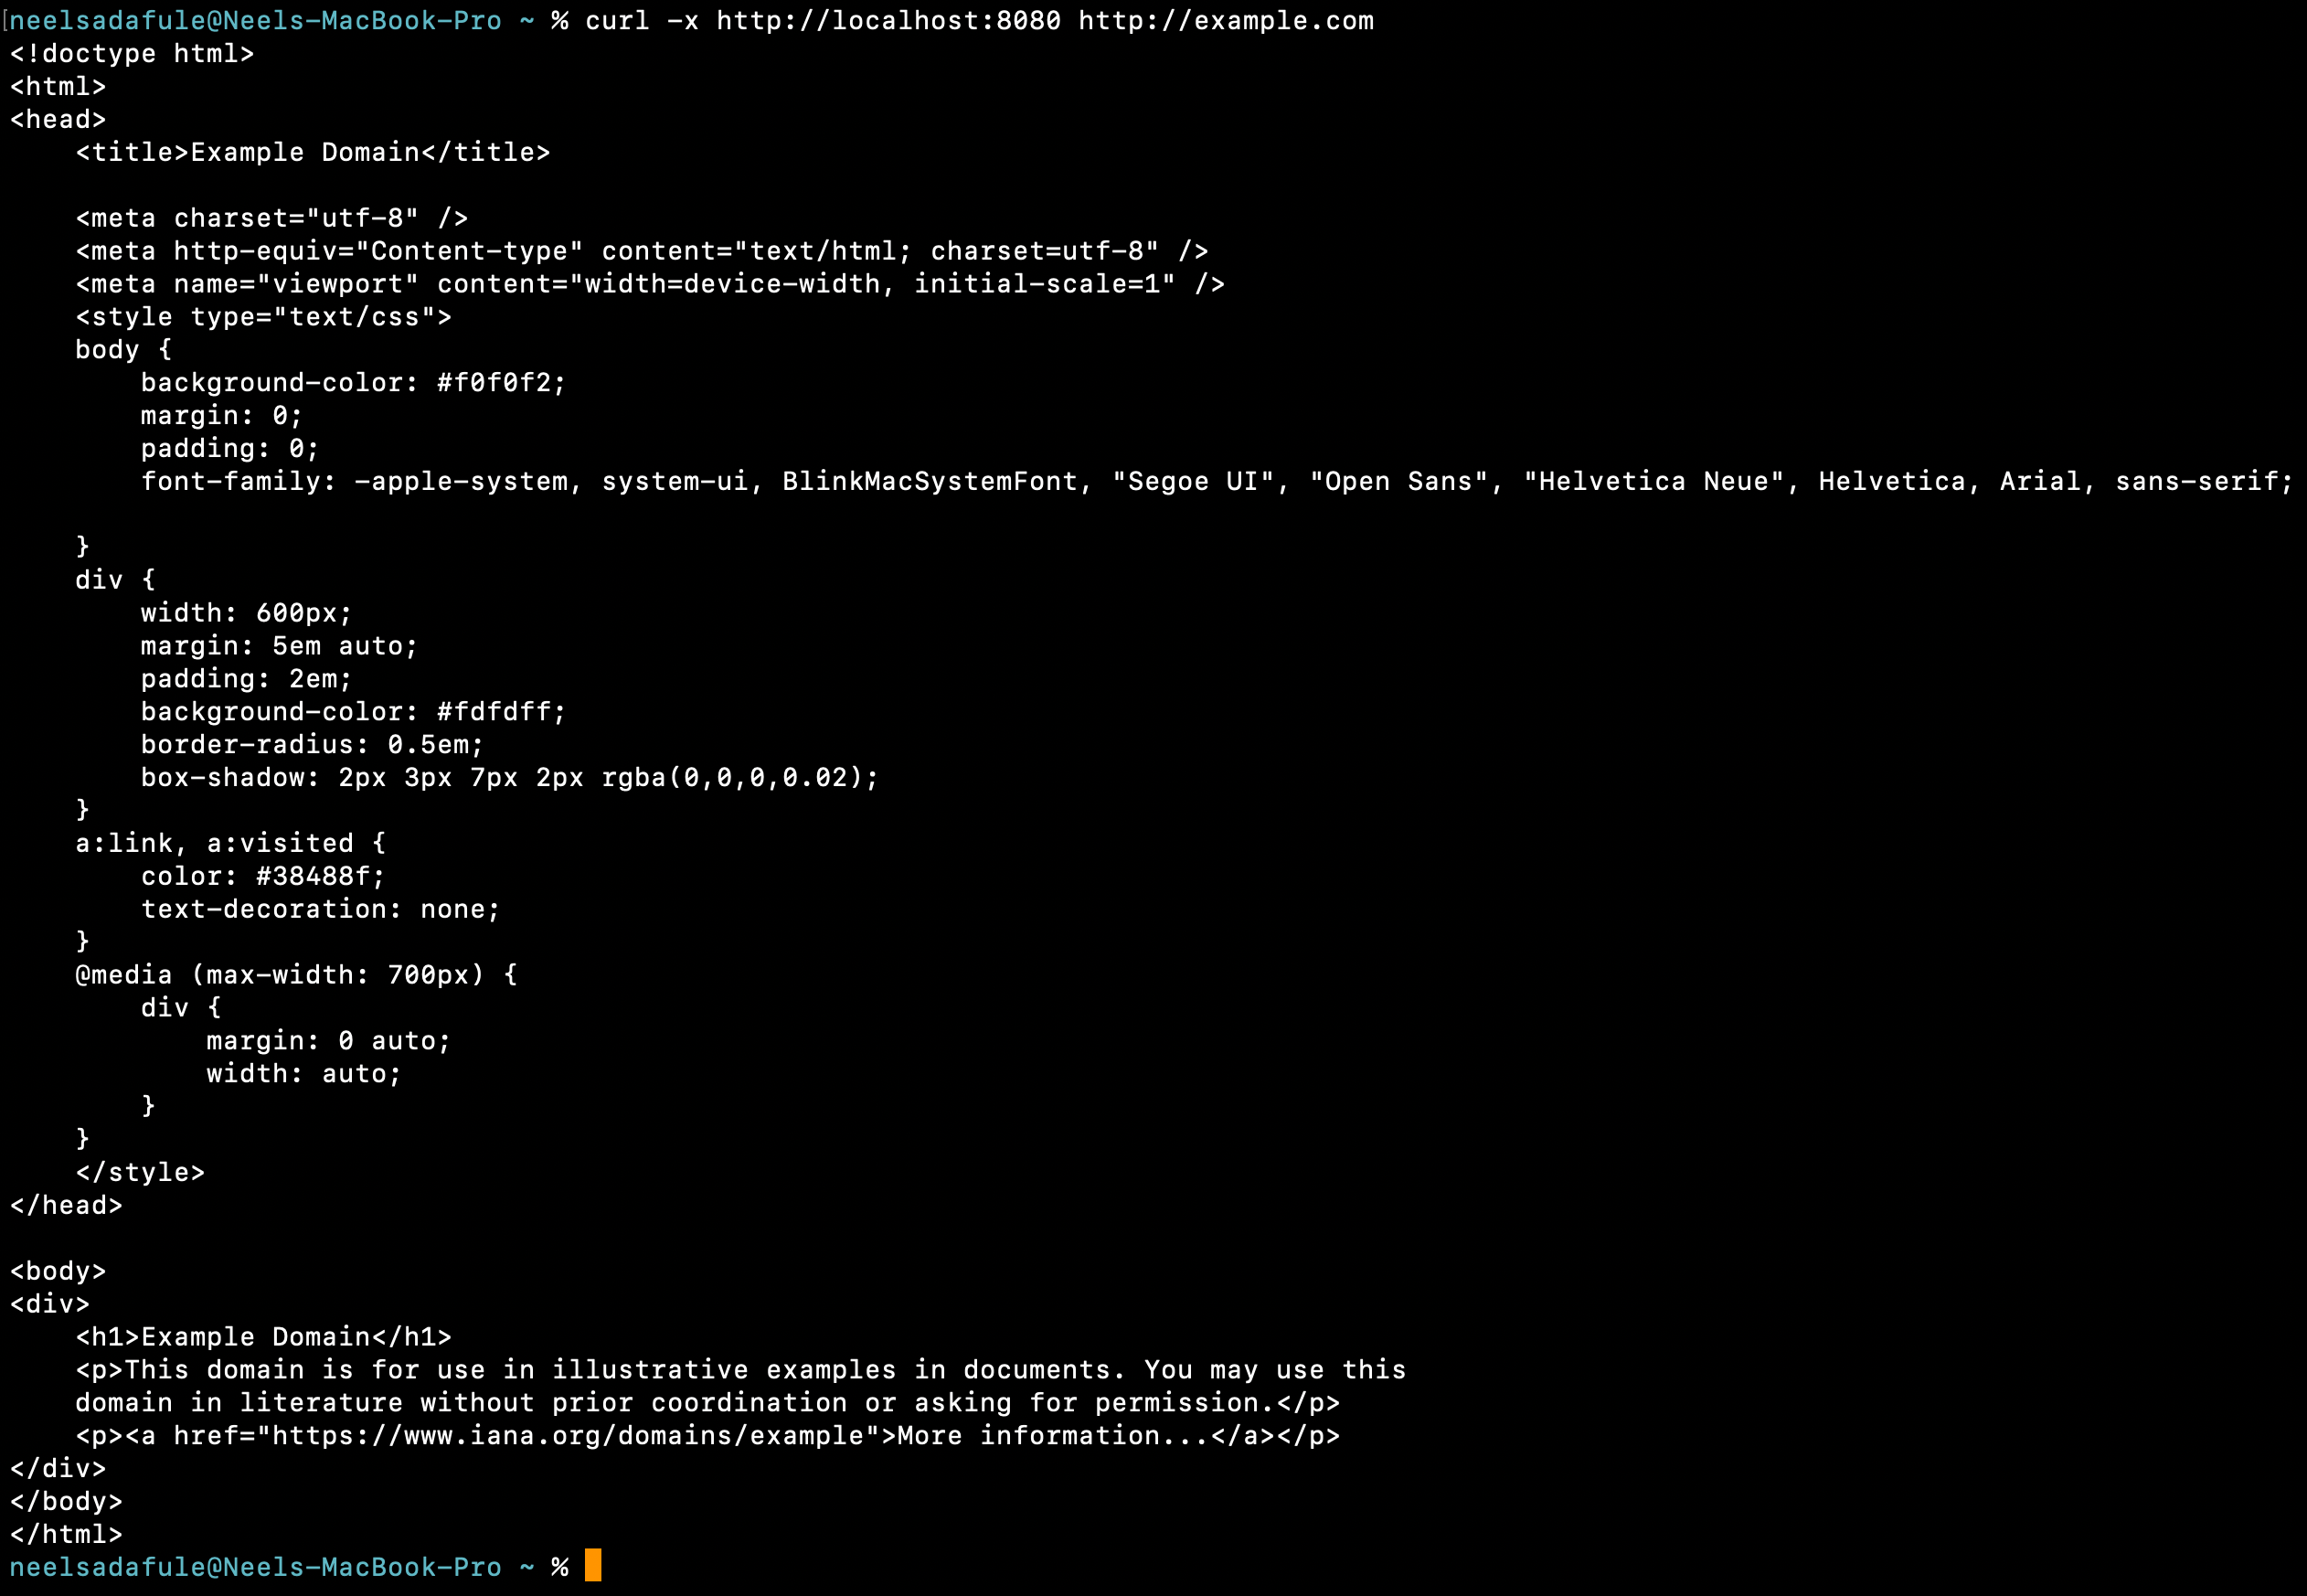 [neelsadafule@Neels-MacBook-Pro ~ % curl -x http://localhost:8080 http://example.com
<!doctype html>
<html>
<head>
    <title>Example Domain</title>

    <meta charset="utf-8" />
    <meta http-equiv="Content-type" content="text/html; charset=utf-8" />
    <meta name="viewport" content="width=device-width, initial-scale=1" />
    <style type="text/css">
    body {
        background-color: #f0f0f2;
        margin: 0;
        padding: 0;
        font-family: -apple-system, system-ui, BlinkMacSystemFont, "Segoe UI", "Open Sans", "Helvetica Neue", Helvetica, Arial, sans-serif;

    }
    div {
        width: 600px;
        margin: 5em auto;
        padding: 2em;
        background-color: #fdfdff;
        border-radius: 0.5em;
        box-shadow: 2px 3px 7px 2px rgba(0,0,0,0.02);
    }
    a:link, a:visited {
        color: #38488f;
        text-decoration: none;
    }
    @media (max-width: 700px) {
        div {
            margin: 0 auto;
            width: auto;
        }
    }
    </style>
</head>

<body>
<div>
    <h1>Example Domain</h1>
    <p>This domain is for use in illustrative examples in documents. You may use this
    domain in literature without prior coordination or asking for permission.</p>
    <p><a href="https://www.iana.org/domains/example">More information...</a></p>
</div>
</body>
</html>
neelsadafule@Neels-MacBook-Pro ~ %